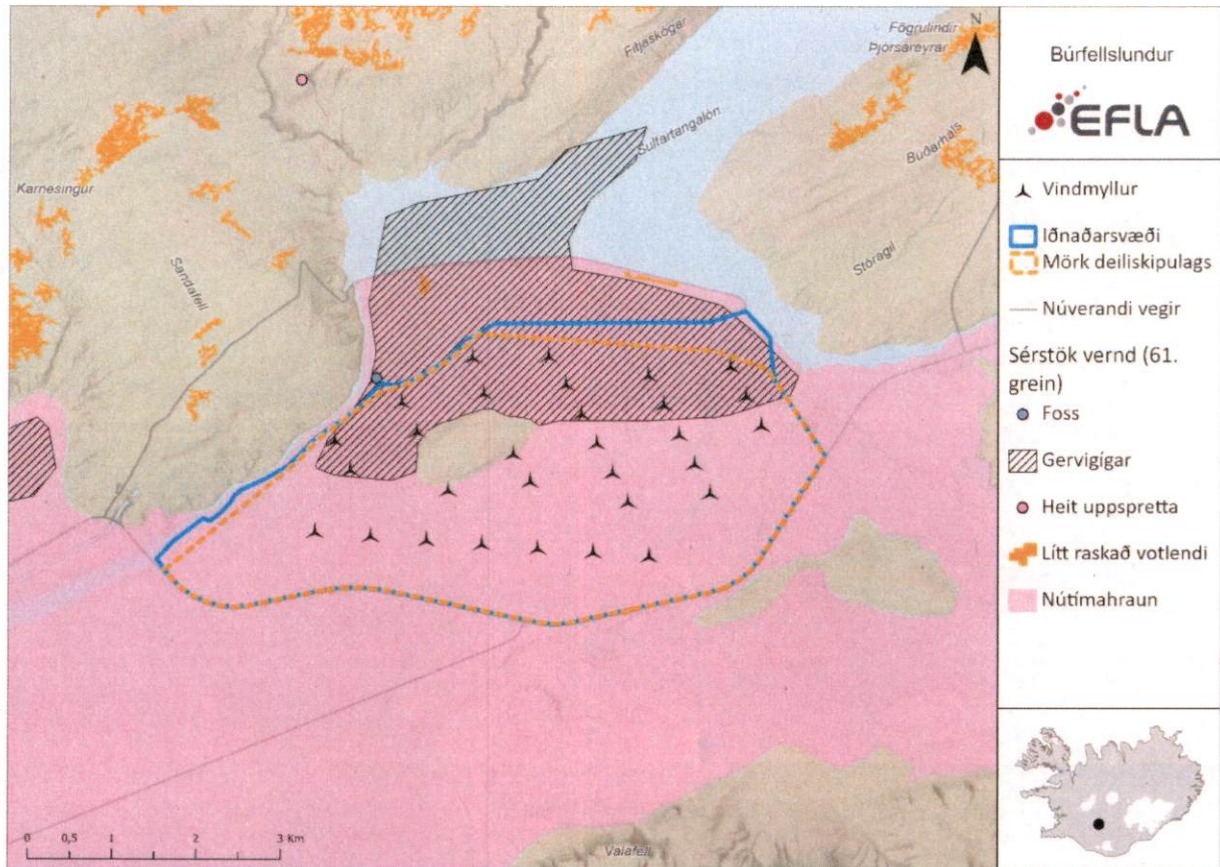 Fitjaskógar
Fögrulindir
Þjórsáreyrar
N
Sultartangalón
Búðarháls
Karnesingur
Stóragil
Sandafell
0 0,5 1 2 3 Km
Valafell
Búrfellslundur
EFLA
Vindmyllur
Iðnaðarsvæði
Mörk deiliskipulags
Núverandi vegir
Sérstök vernd (61.
grein)
Foss
Gervigígar
Heit uppspretta
Lítt raskað votlendi
Nútímahraun